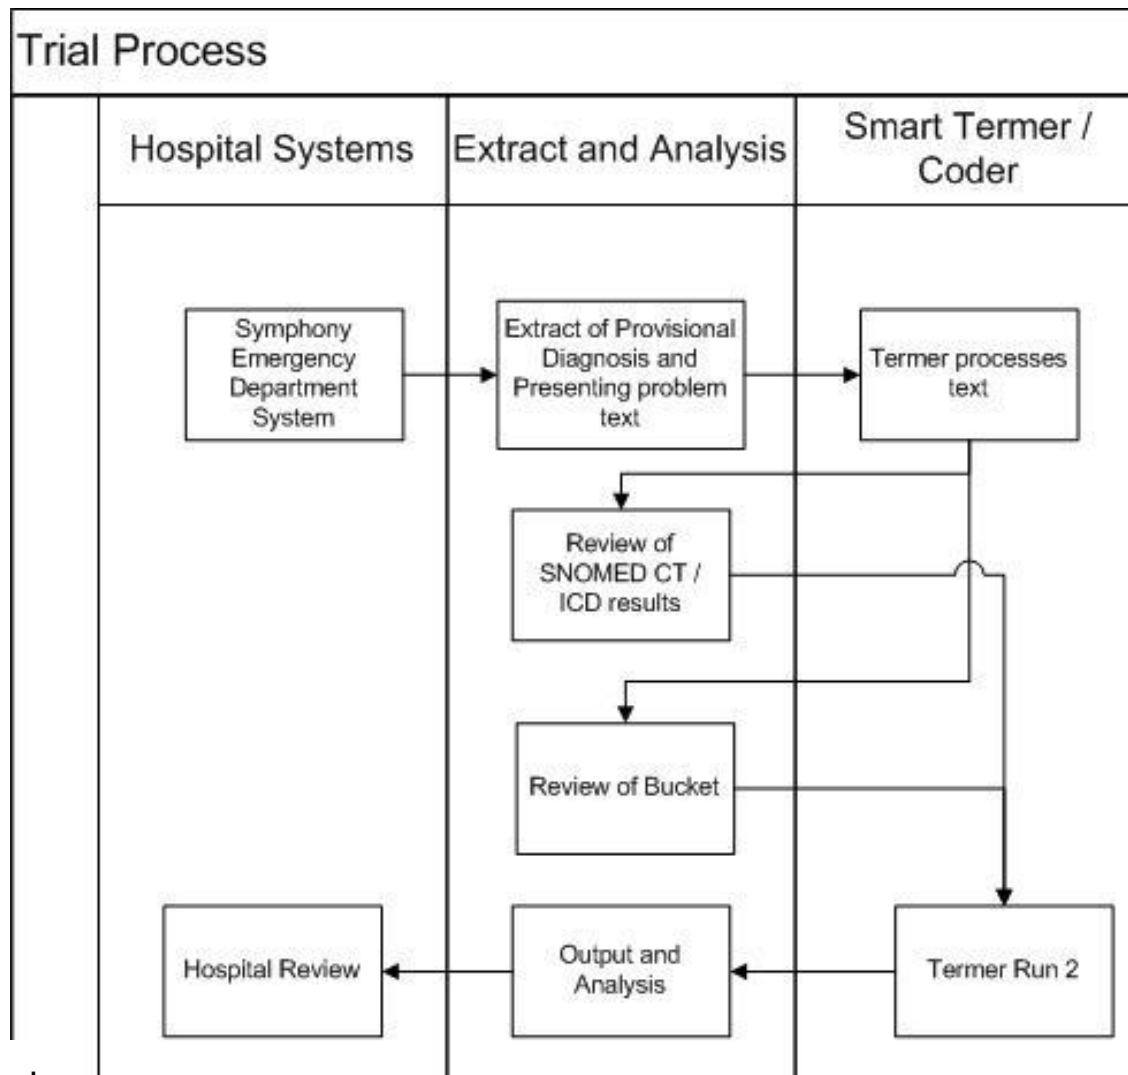 Trial Process
Hospital Systems
Extract and Analysis
Smart Termer /
Coder
Symphony
Emergency
Department
System
Extract of Provisional
Diagnosis and
Presenting problem
text
Termer processes
text
Review of
SNOMED CT /
ICD results
Review of Bucket
Hospital Review
Output and
Analysis
Termer Run 2